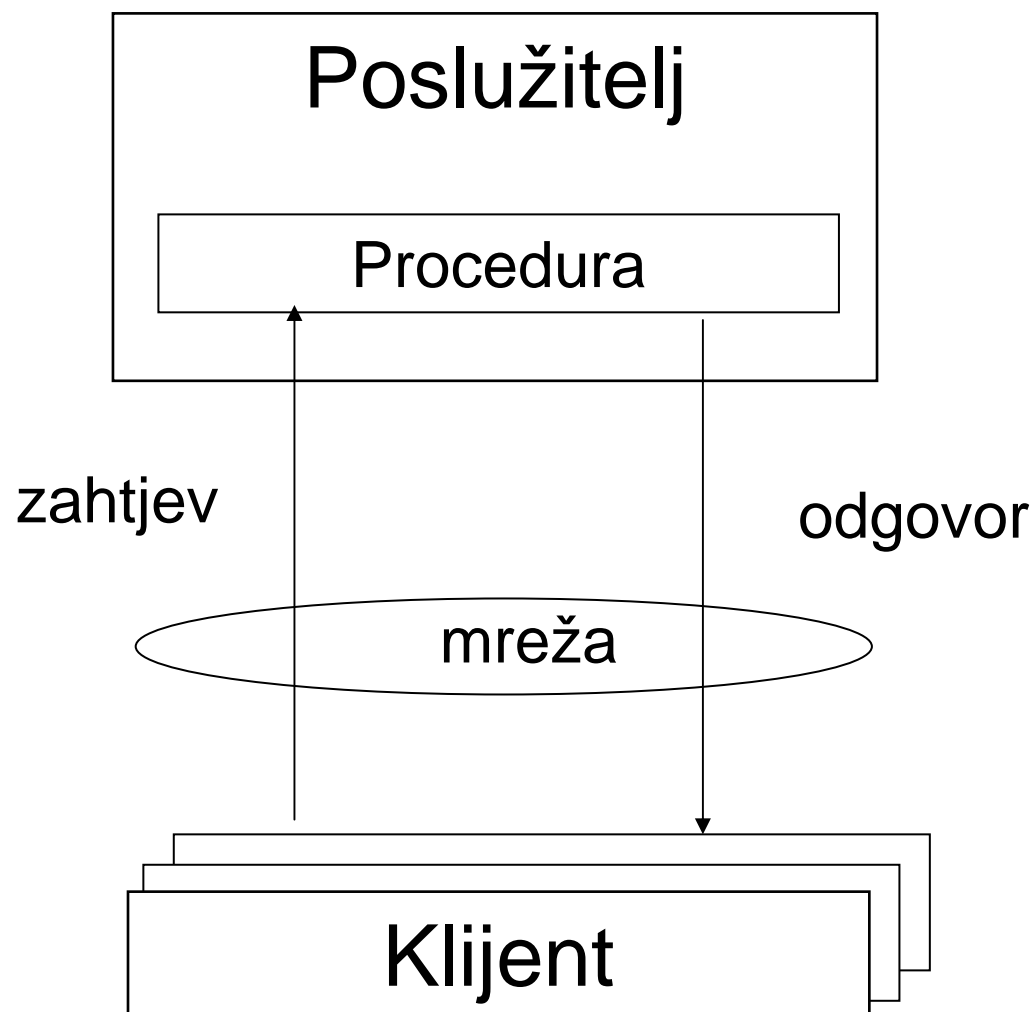 Poslužitelj
Procedura
zahtjev
odgovor
mreža
Klijent